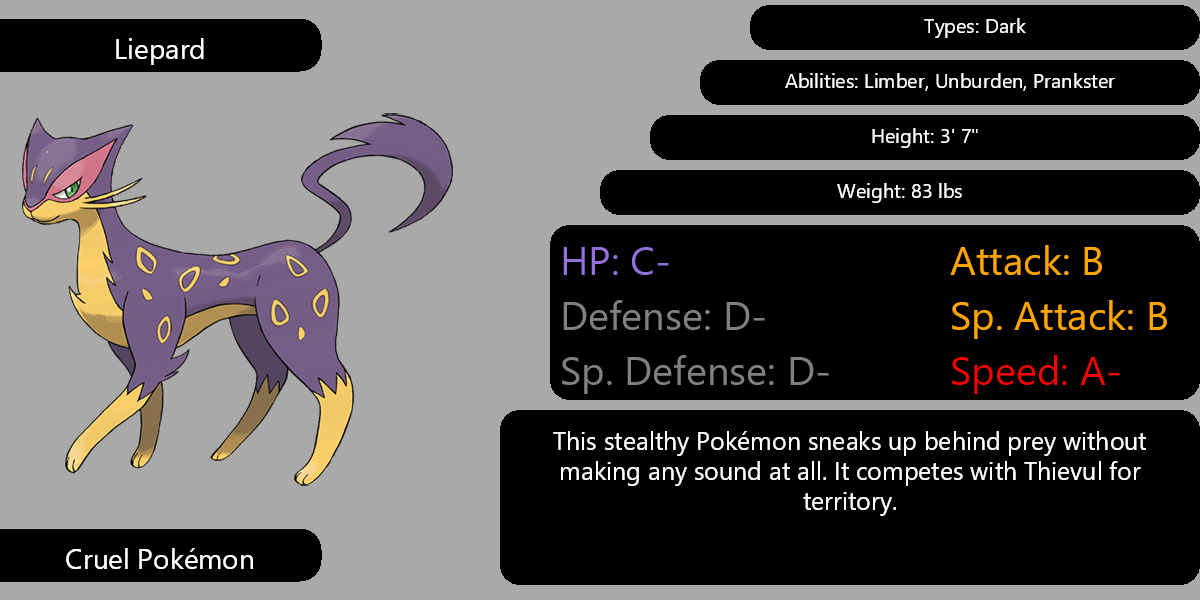 Liepard
Types: Dark
Abilities: Limber, Unburden, Prankster
Height: 3' 7"
Weight: 83 lbs
HP: C-
Attack: B
Defense: D-
Sp. Attack: B
Sp. Defense: D-
Speed: A-
This stealthy Pokémon sneaks up behind prey without
making any sound at all. It competes with Thievul for
territory.
Cruel Pokémon